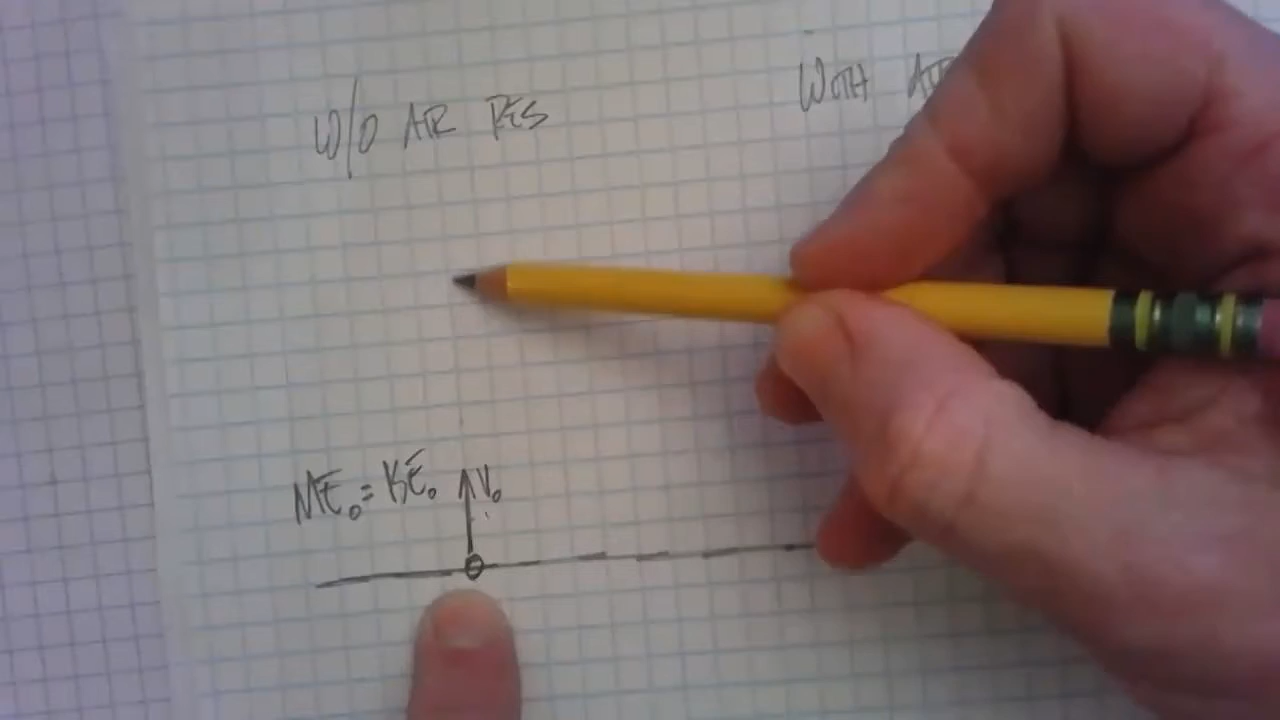 W/O AIR RES
WITH
ME₀ = KE₀ V₀